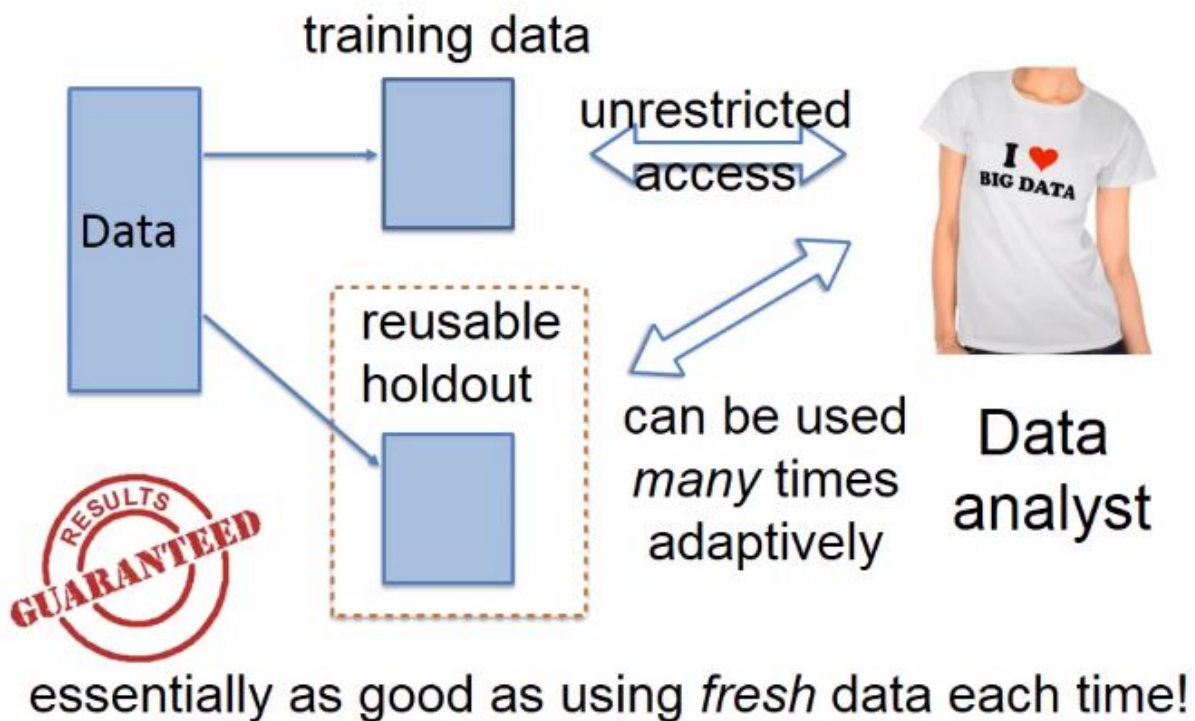 training data
Data
unrestricted
access
I ❤
BIG DATA
reusable
holdout
can be used
many times
adaptively
Data
analyst
RESULTS
GUARANTEED
essentially as good as using fresh data each time!